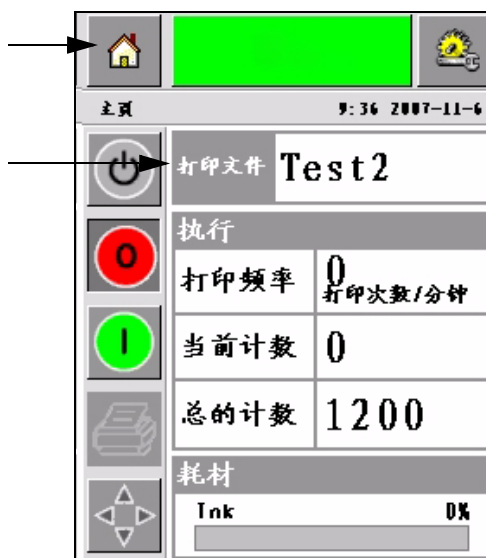 主页
9:36 2007-11-6
打印文件 Test2
执行
打印频率 0
打印次数/分钟
当前计数 0
总的计数 1200
耗材
Ink 0%